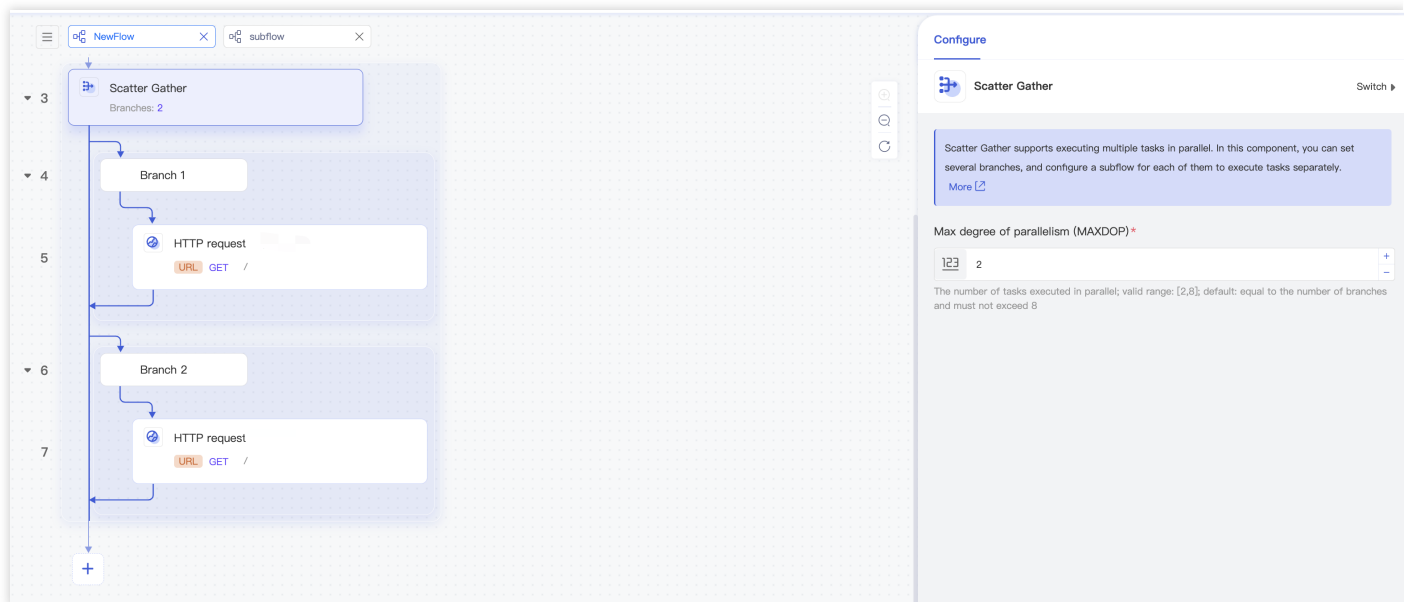 NewFlow
subflow
3
Scatter Gather
Branches: 2
4
Branch 1
5
HTTP request
URL GET /
6
Branch 2
7
HTTP request
URL GET /
Configure
Scatter Gather
Switch
Scatter Gather supports executing multiple tasks in parallel. In this component, you can set
several branches, and configure a subflow for each of them to execute tasks separately.
More
Max degree of parallelism (MAXDOP)*
123
2
The number of tasks executed in parallel; valid range: [2,8]; default: equal to the number of branches
and must not exceed 8